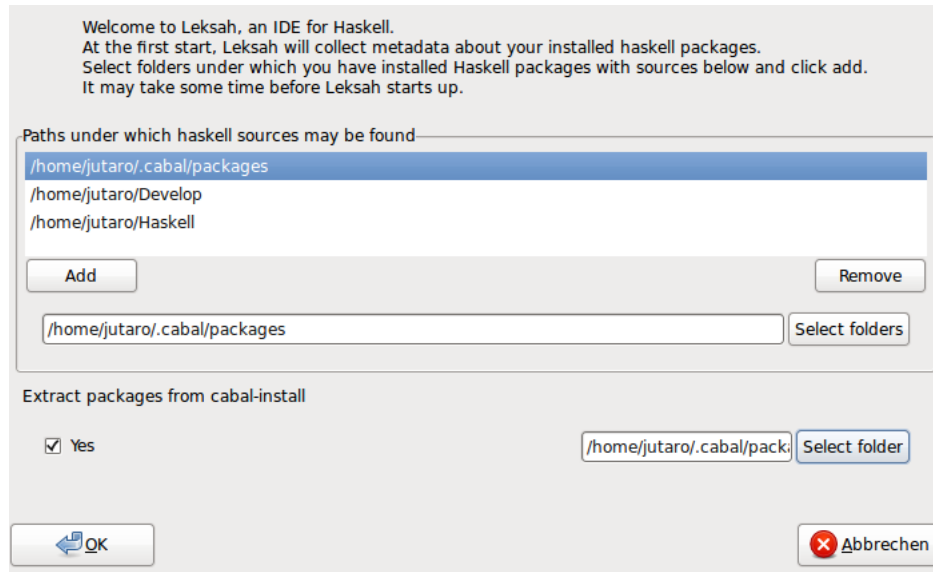 Welcome to Leksah, an IDE for Haskell.
At the first start, Leksah will collect metadata about your installed haskell packages.
Select folders under which you have installed Haskell packages with sources below and click add.
It may take some time before Leksah starts up.
Paths under which haskell sources may be found
/home/jutaro/.cabal/packages
/home/jutaro/Develop
/home/jutaro/Haskell
Add Remove
/home/jutaro/.cabal/packages Select folders
Extract packages from cabal-install
Yes /home/jutaro/.cabal/pack Select folder
OK Abbrechen